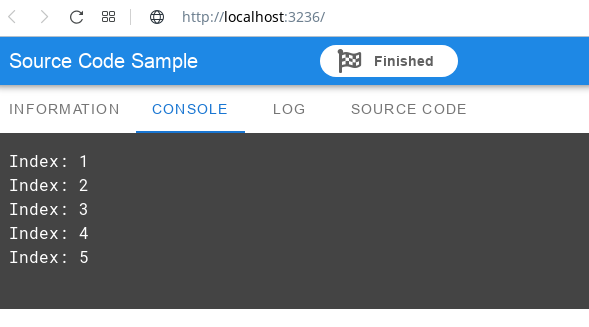 http://localhost:3236/
Source Code Sample
Finished
INFORMATION
CONSOLE
LOG
SOURCE CODE
Index: 1
Index: 2
Index: 3
Index: 4
Index: 5